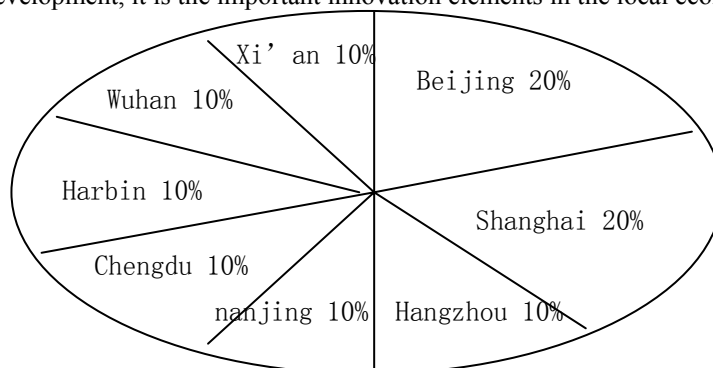 evelopment, it is the important innovation elements in the local eco
Xi’an 10%
Beijing 20%
Wuhan 10%
Harbin 10%
Shanghai 20%
Chengdu 10%
nanjing 10%
Hangzhou 10%